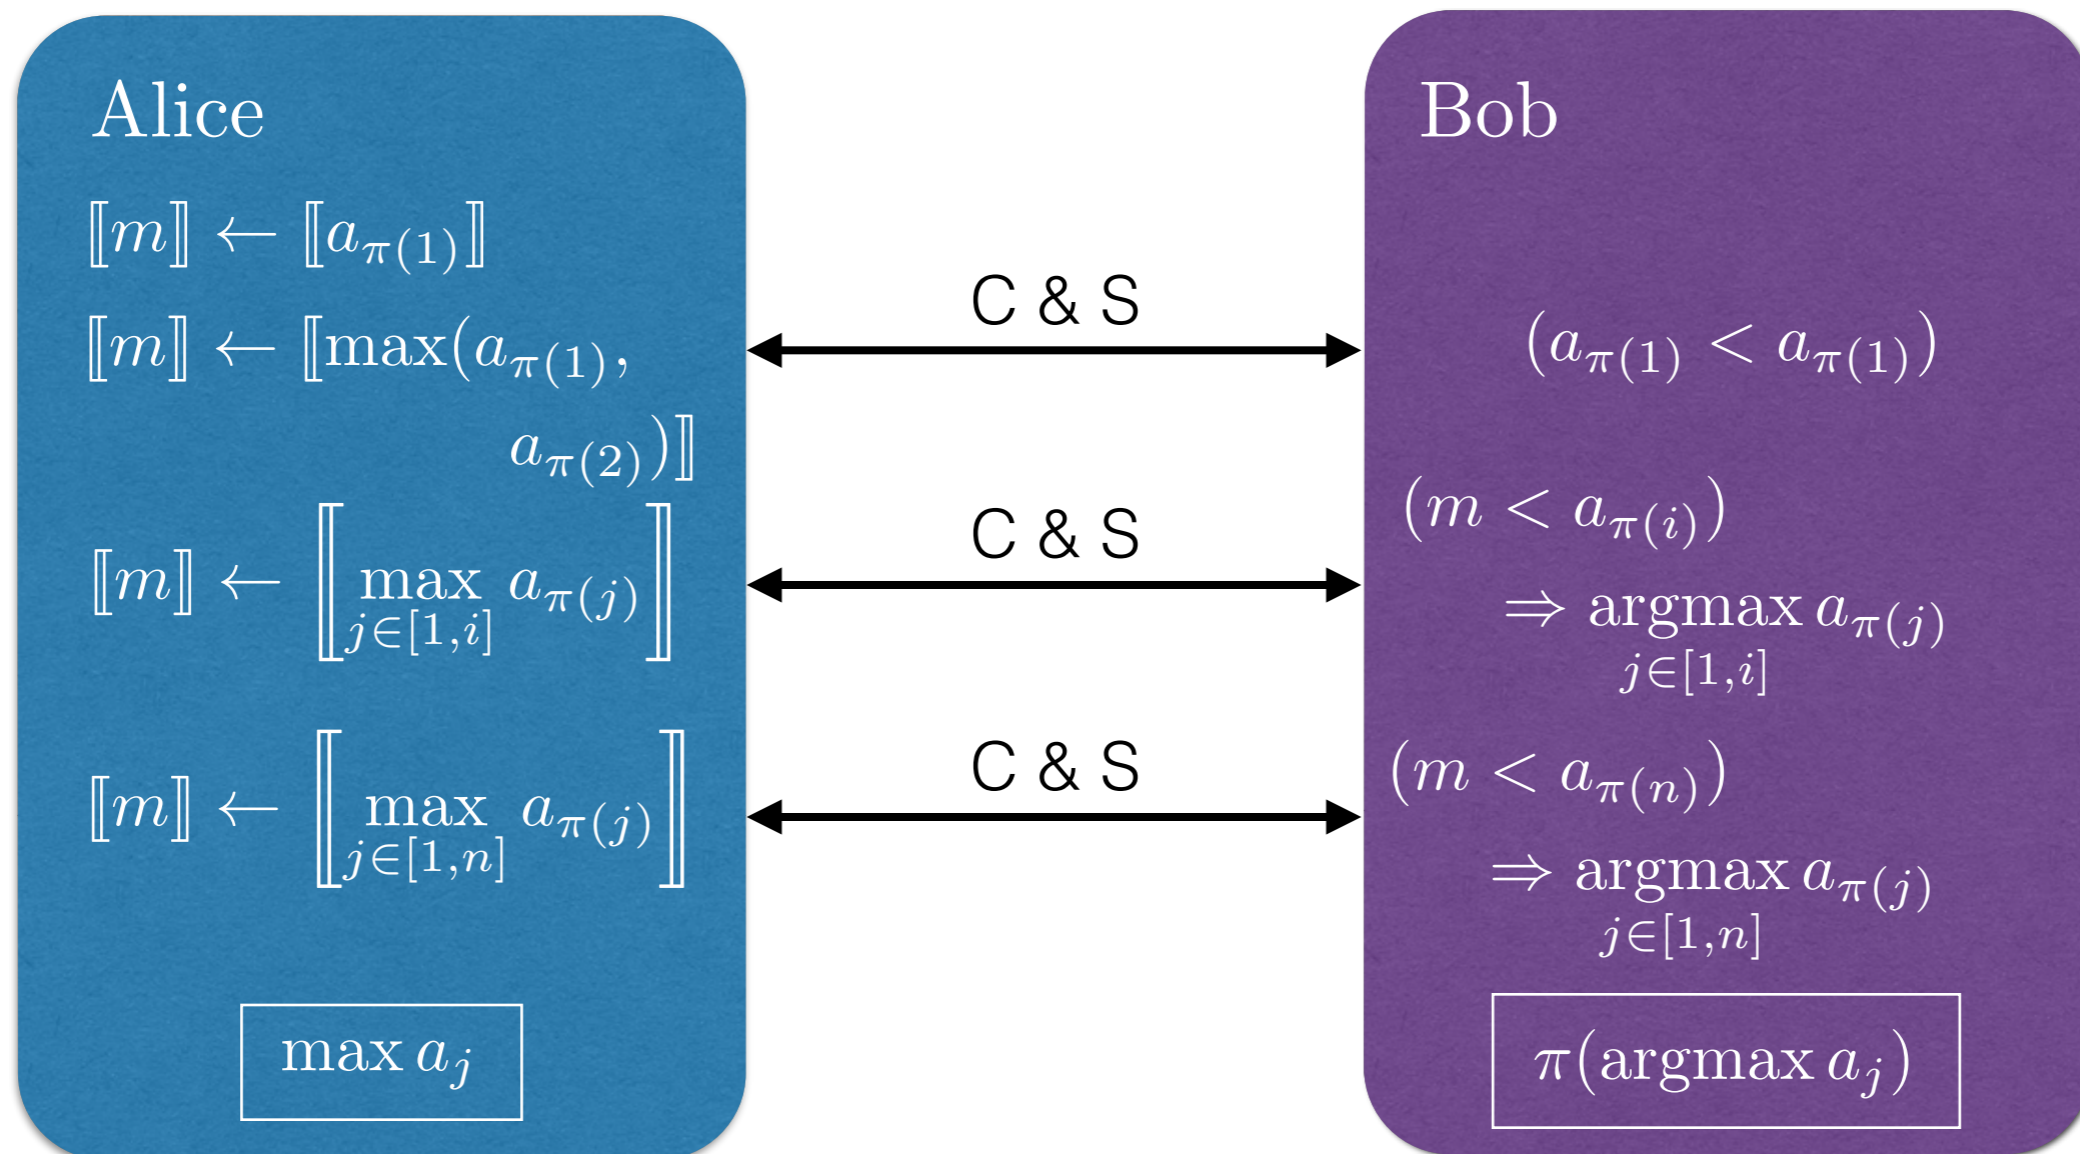 Alice
⟦m⟧ ← ⟦a_{π(1)}⟧
⟦m⟧ ← ⟦max(a_{π(1)},
a_{π(2)})⟧
⟦m⟧ ← ⟦max_{j∈[1,i]} a_{π(j)}⟧
⟦m⟧ ← ⟦max_{j∈[1,n]} a_{π(j)}⟧
max a_j
C & S
C & S
C & S
Bob
(a_{π(1)} < a_{π(1)})
(m < a_{π(i)})
⇒ argmax_{j∈[1,i]} a_{π(j)}
(m < a_{π(n)})
⇒ argmax_{j∈[1,n]} a_{π(j)}
π(argmax a_j)